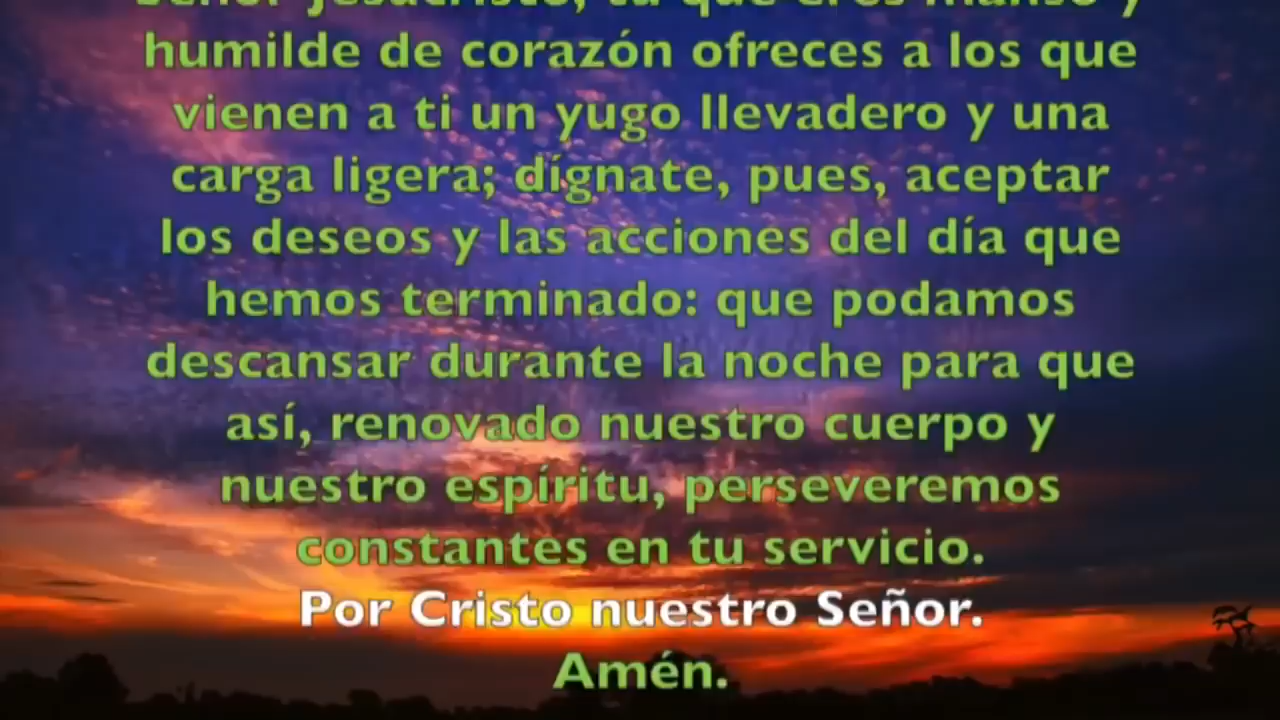 Señor Jesucristo, tú que eres manso y
humilde de corazón ofreces a los que
vienen a ti un yugo llevadero y una
carga ligera; dígnate, pues, aceptar
los deseos y las acciones del día que
hemos terminado: que podamos
descansar durante la noche para que
así, renovado nuestro cuerpo y
nuestro espíritu, perseveremos
constantes en tu servicio.
Por Cristo nuestro Señor.
Amén.